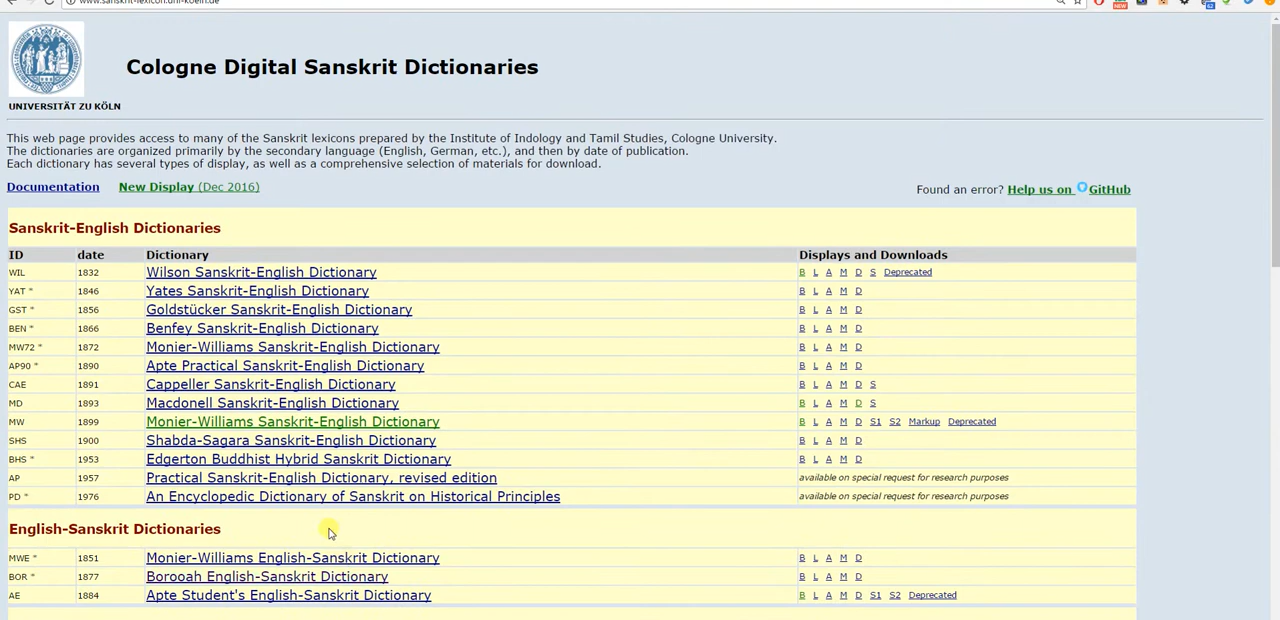 www.sanskrit-lexicon.uni-koeln.de
NEW
62
Cologne Digital Sanskrit Dictionaries
UNIVERSITÄT ZU KÖLN
This web page provides access to many of the Sanskrit lexicons prepared by the Institute of Indology and Tamil Studies, Cologne University.
The dictionaries are organized primarily by the secondary language (English, German, etc.), and then by date of publication.
Each dictionary has several types of display, as well as a comprehensive selection of materials for download.
Documentation New Display (Dec 2016) Found an error? Help us on GitHub
Sanskrit-English Dictionaries
ID date Dictionary Displays and Downloads
WIL 1832 Wilson Sanskrit-English Dictionary B L A M D S Deprecated
YAT * 1846 Yates Sanskrit-English Dictionary B L A M D
GST * 1856 Goldstücker Sanskrit-English Dictionary B L A M D
BEN * 1866 Benfey Sanskrit-English Dictionary B L A M D
MW72 * 1872 Monier-Williams Sanskrit-English Dictionary B L A M D
AP90 * 1890 Apte Practical Sanskrit-English Dictionary B L A M D
CAE 1891 Cappeller Sanskrit-English Dictionary B L A M D S
MD 1893 Macdonell Sanskrit-English Dictionary B L A M D S
MW 1899 Monier-Williams Sanskrit-English Dictionary B L A M D S1 S2 Markup Deprecated
SHS 1900 Shabda-Sagara Sanskrit-English Dictionary B L A M D
BHS * 1953 Edgerton Buddhist Hybrid Sanskrit Dictionary B L A M D
AP 1957 Practical Sanskrit-English Dictionary, revised edition available on special request for research purposes
PD * 1976 An Encyclopedic Dictionary of Sanskrit on Historical Principles available on special request for research purposes
English-Sanskrit Dictionaries
MWE * 1851 Monier-Williams English-Sanskrit Dictionary B L A M D
BOR * 1877 Borooah English-Sanskrit Dictionary B L A M D
AE 1884 Apte Student's English-Sanskrit Dictionary B L A M D S1 S2 Deprecated